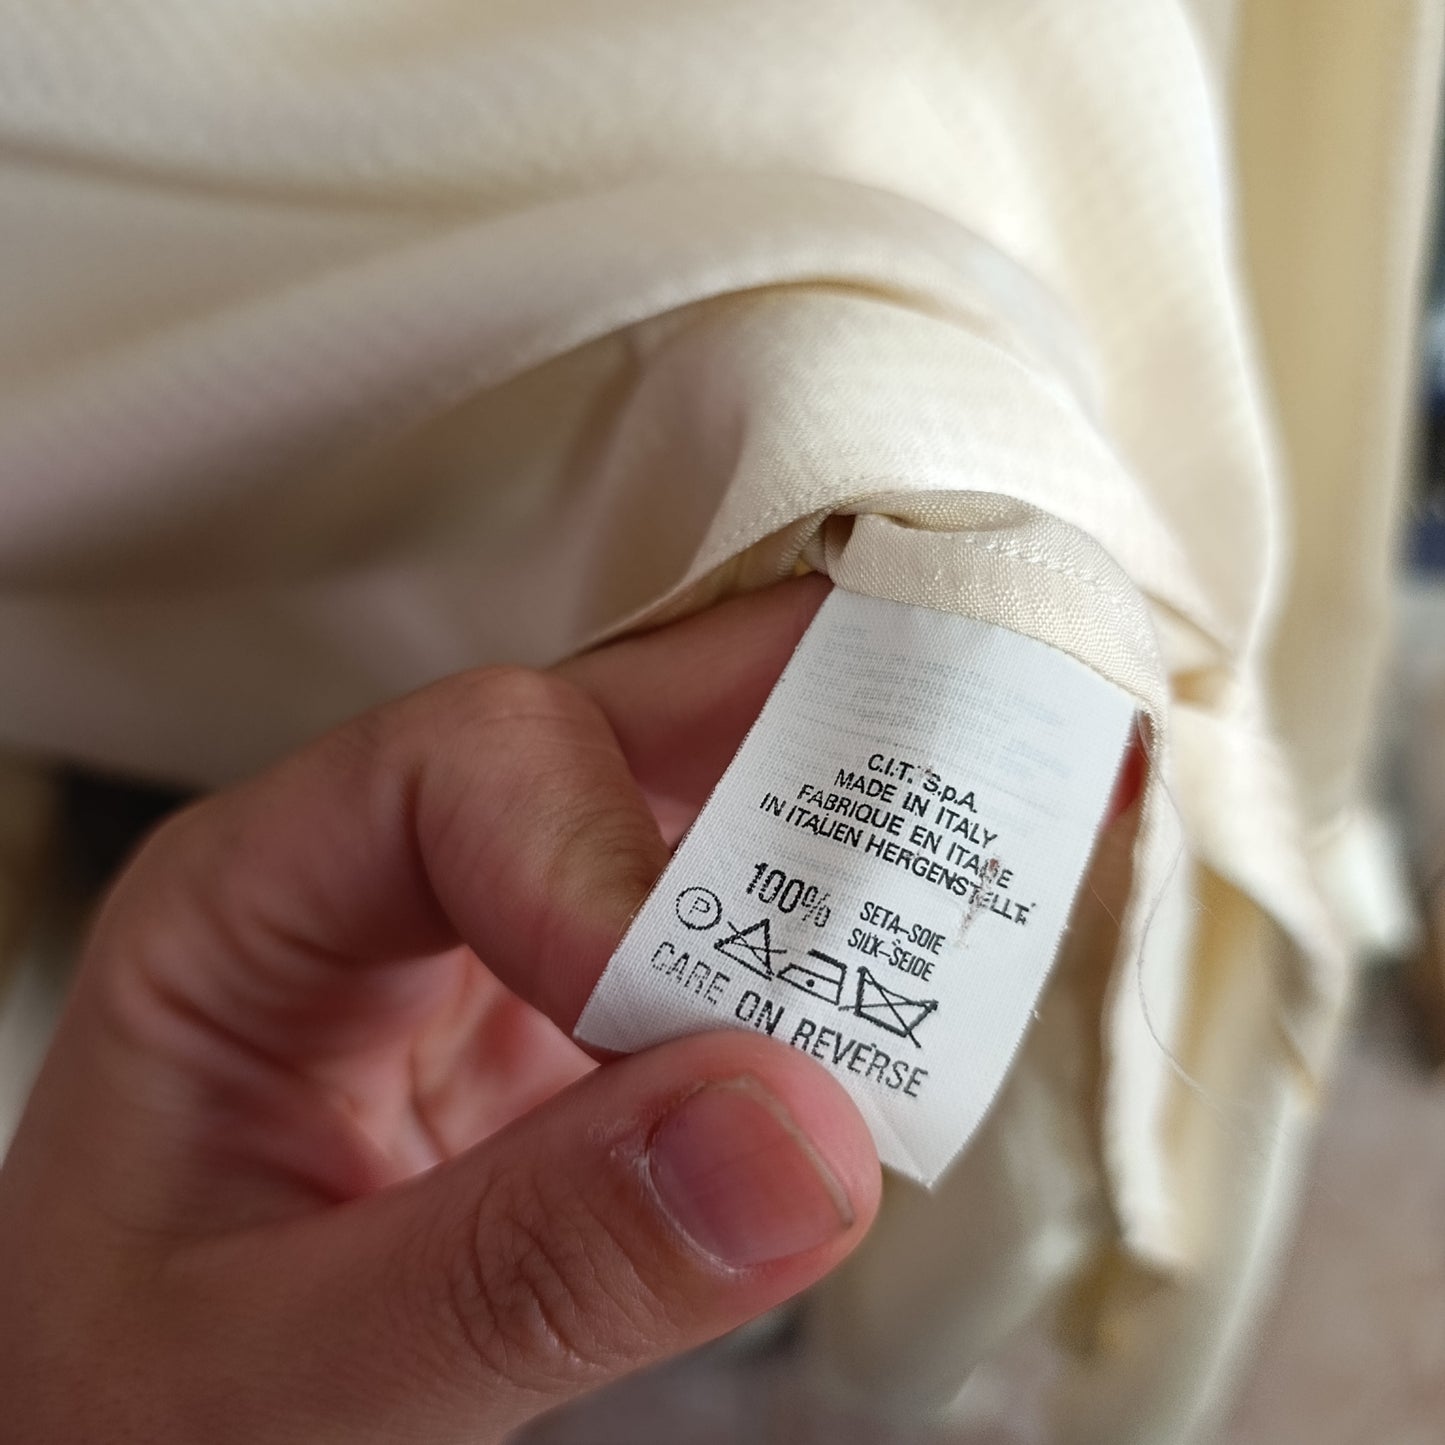 C.I.T. S.p.A.
MADE IN ITALY
FABRIQUE EN ITALIE
IN ITALIEN HERGENSTELLT
100% SETA-SOIE
SILK-SEIDE
P
CARE ON REVERSE